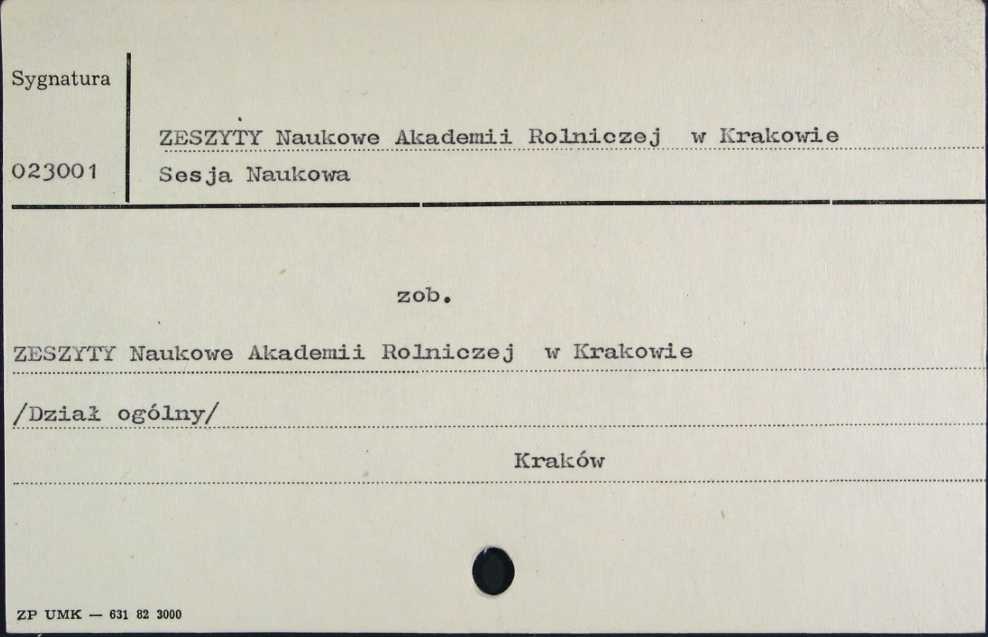 Sygnatura
ZESZYTY Naukowe Akademii Rolniczej w Krakowie
023001
Sesja Naukowa
zob.
ZESZYTY Naukowe Akademii Rolniczej w Krakowie
/Dział ogólny/
Kraków
ZP UMK — 631 82 3000